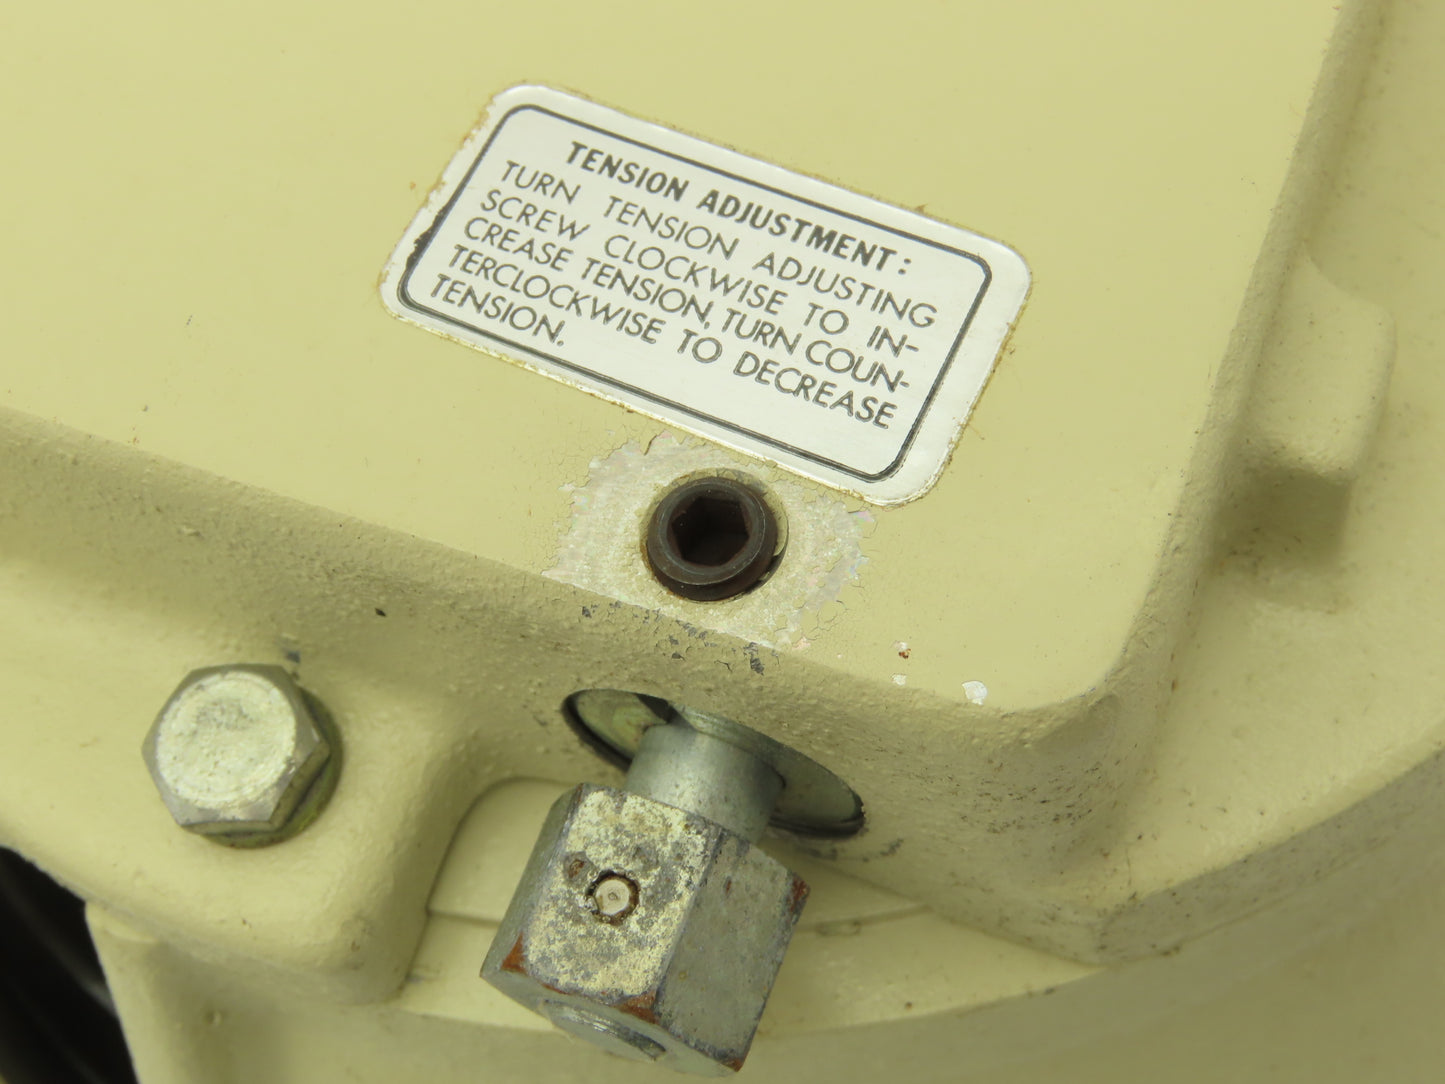 TENSION ADJUSTMENT:
TURN TENSION ADJUSTING
SCREW CLOCKWISE TO IN-
CREASE TENSION, TURN COUN-
TERCLOCKWISE TO DECREASE
TENSION.